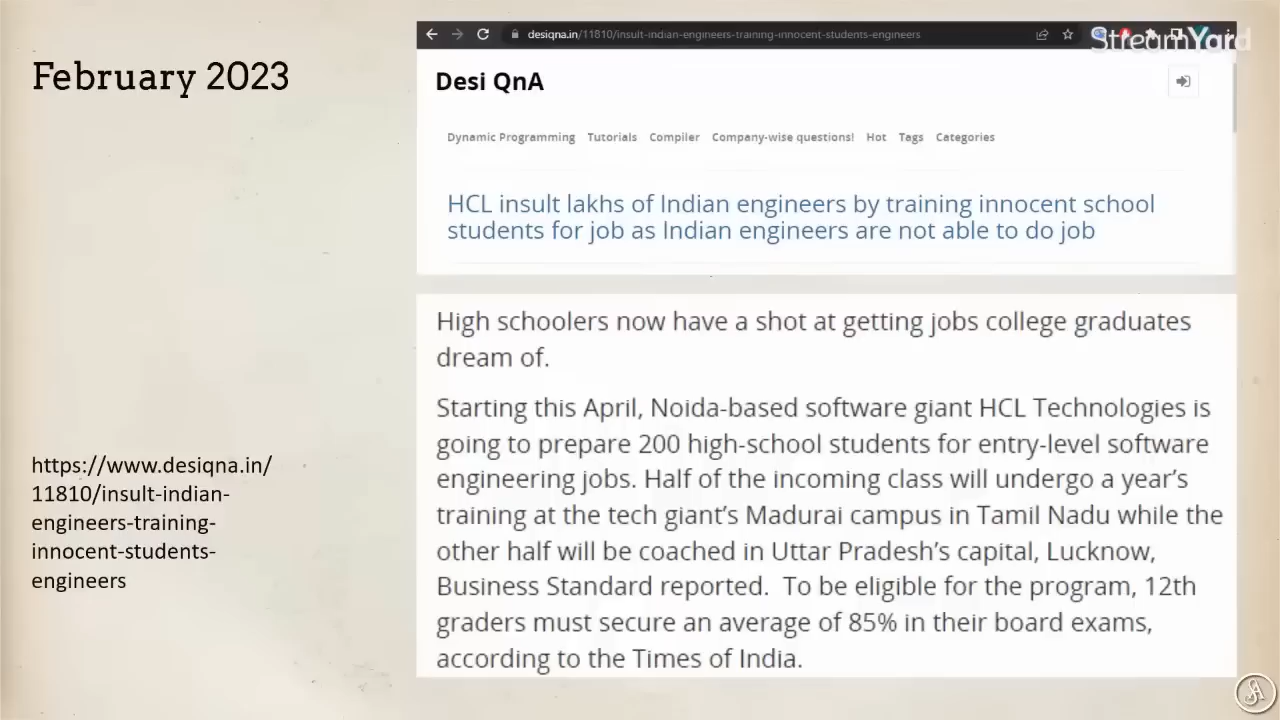 February 2023
desiqna.in/11810/insult-indian-engineers-training-innocent-students-engineers
StreamYard
Desi QnA
Dynamic Programming Tutorials Compiler Company-wise questions! Hot Tags Categories
HCL insult lakhs of Indian engineers by training innocent school
students for job as Indian engineers are not able to do job
High schoolers now have a shot at getting jobs college graduates
dream of.
Starting this April, Noida-based software giant HCL Technologies is
going to prepare 200 high-school students for entry-level software
engineering jobs. Half of the incoming class will undergo a year’s
training at the tech giant’s Madurai campus in Tamil Nadu while the
other half will be coached in Uttar Pradesh’s capital, Lucknow,
Business Standard reported. To be eligible for the program, 12th
graders must secure an average of 85% in their board exams,
according to the Times of India.
https://www.desiqna.in/
11810/insult-indian-
engineers-training-
innocent-students-
engineers